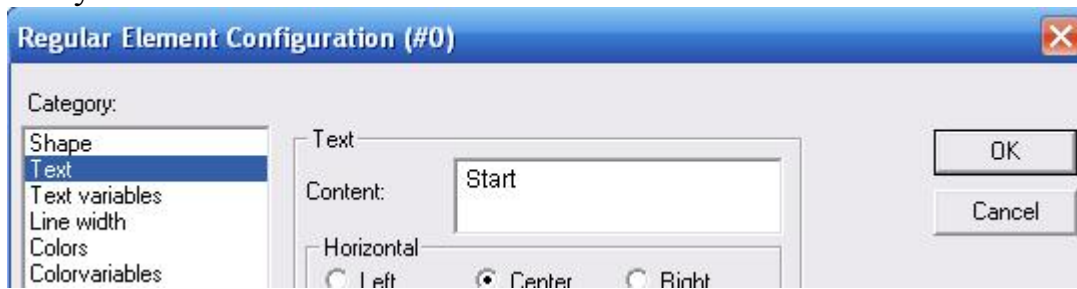 Regular Element Configuration (#0)
Category:
Shape
Text
Text variables
Line width
Colors
Colorvariables
Text
Content:
Start
Horizontal
Left Center Right
OK
Cancel